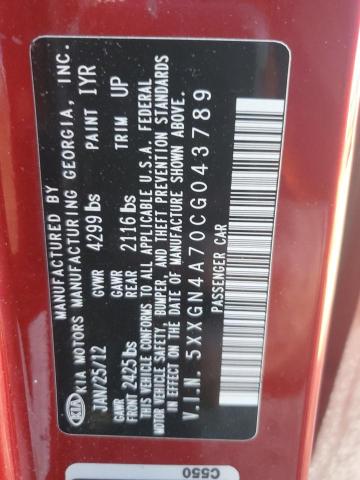 MANUFACTURED BY
KIA KIA MOTORS MANUFACTURING GEORGIA, INC.
JAN/25/12 GVWR 4299 lbs PAINT IYR
GAWR FRONT 2425 lbs GAWR REAR 2116 lbs TRIM UP
THIS VEHICLE CONFORMS TO ALL APPLICABLE U.S.A. FEDERAL
MOTOR VEHICLE SAFETY, BUMPER, AND THEFT PREVENTION STANDARDS
IN EFFECT ON THE DATE OF MANUFACTURE SHOWN ABOVE.
V.I.N. 5XXGN4A70CG043789
PASSENGER CAR
C550